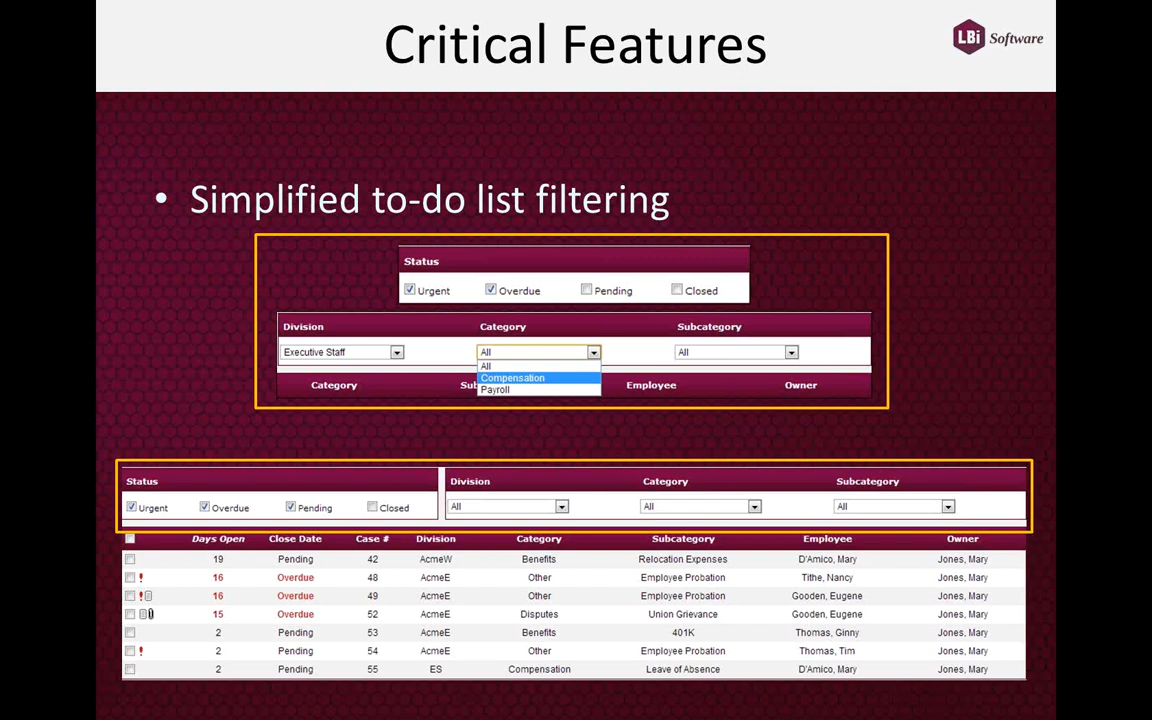 Critical Features
LBi Software
• Simplified to-do list filtering
Status
Urgent Overdue Pending Closed
Division Category Subcategory
Executive Staff All All
All
Compensation
Payroll
Category Sub Employee Owner
Status Division Category Subcategory
Urgent Overdue Pending Closed All All All
Days Open Close Date Case # Division Category Subcategory Employee Owner
19 Pending 42 AcmeW Benefits Relocation Expenses D'Amico, Mary Jones, Mary
16 Overdue 48 AcmeE Other Employee Probation Tithe, Nancy Jones, Mary
16 Overdue 49 AcmeE Other Employee Probation Gooden, Eugene Jones, Mary
15 Overdue 52 AcmeE Disputes Union Grievance Gooden, Eugene Jones, Mary
2 Pending 53 AcmeE Benefits 401K Thomas, Ginny Jones, Mary
2 Pending 54 AcmeE Other Employee Probation Thomas, Tim Jones, Mary
2 Pending 55 ES Compensation Leave of Absence D'Amico, Mary Jones, Mary